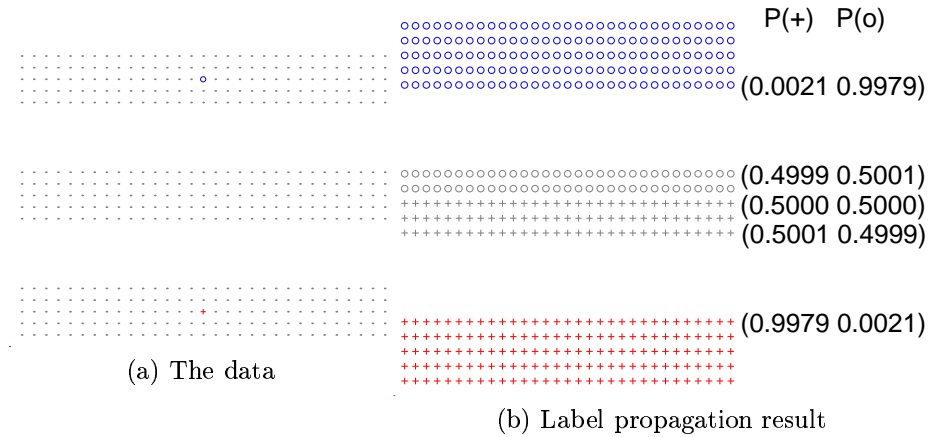 P(+) P(o)
(0.0021 0.9979)
(0.4999 0.5001)
(0.5000 0.5000)
(0.5001 0.4999)
(0.9979 0.0021)
(a) The data
(b) Label propagation result